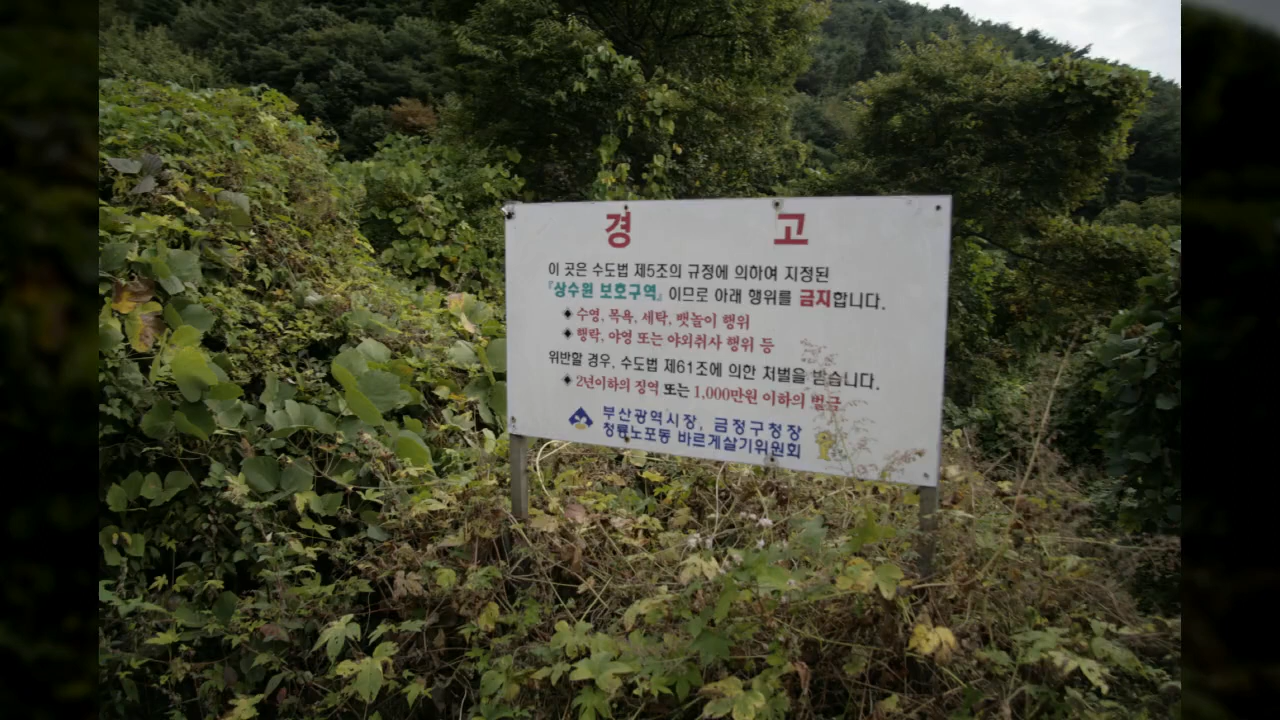 경 고
이 곳은 수도법 제5조의 규정에 의하여 지정된
『상수원 보호구역』 이므로 아래 행위를 금지합니다.
◆ 수영, 목욕, 세탁, 뱃놀이 행위
◆ 행락, 야영 또는 야외취사 행위 등
위반할 경우, 수도법 제61조에 의한 처벌을 받습니다.
◆ 2년이하의 징역 또는 1,000만원 이하의 벌금
부산광역시장, 금정구청장
청룡노포동 바르게살기위원회